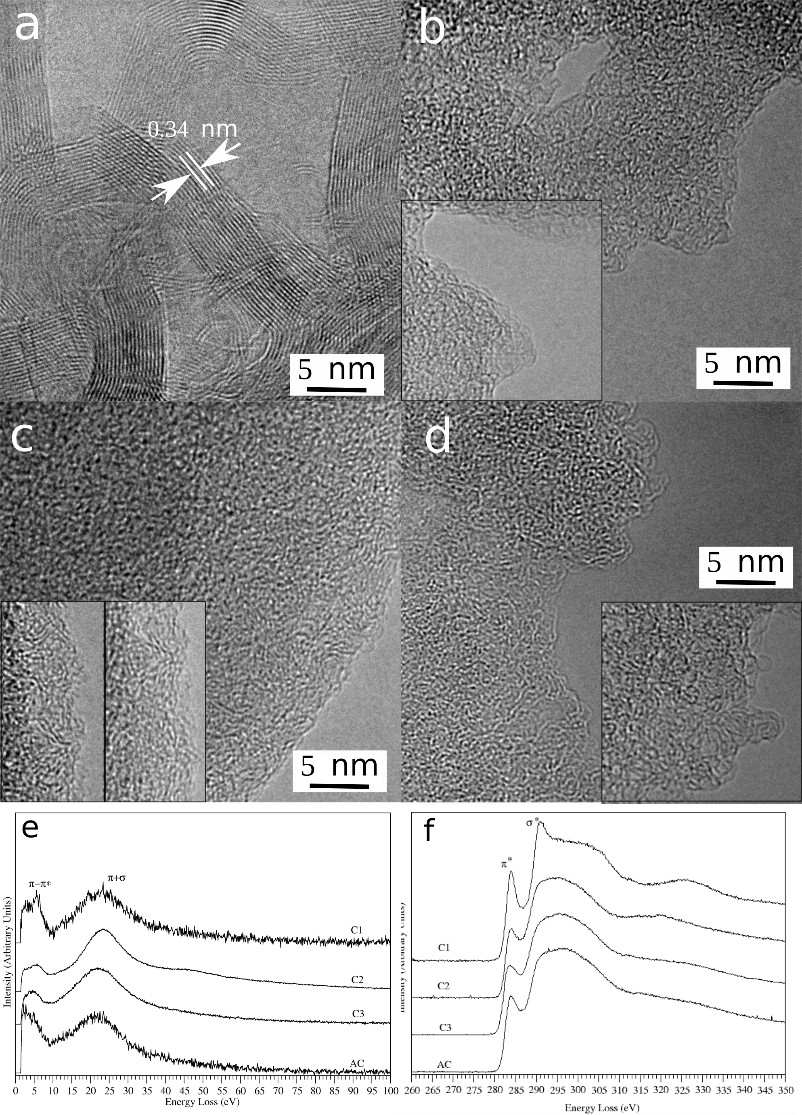 a
b
0.34 nm
5 nm
5 nm
c
d
5 nm
5 nm
e
f
π−π*
π+σ
π*
σ*
C1
C2
C3
AC
C1
C2
C3
AC
Intensity (Arbitrary Units)
0 5 10 15 20 25 30 35 40 45 50 55 60 65 70 75 80 85 90 95 100
Energy Loss (eV)
Intensity (Arbitrary Units)
260 265 270 275 280 285 290 295 300 305 310 315 320 325 330 335 340 345 350
Energy Loss (eV)